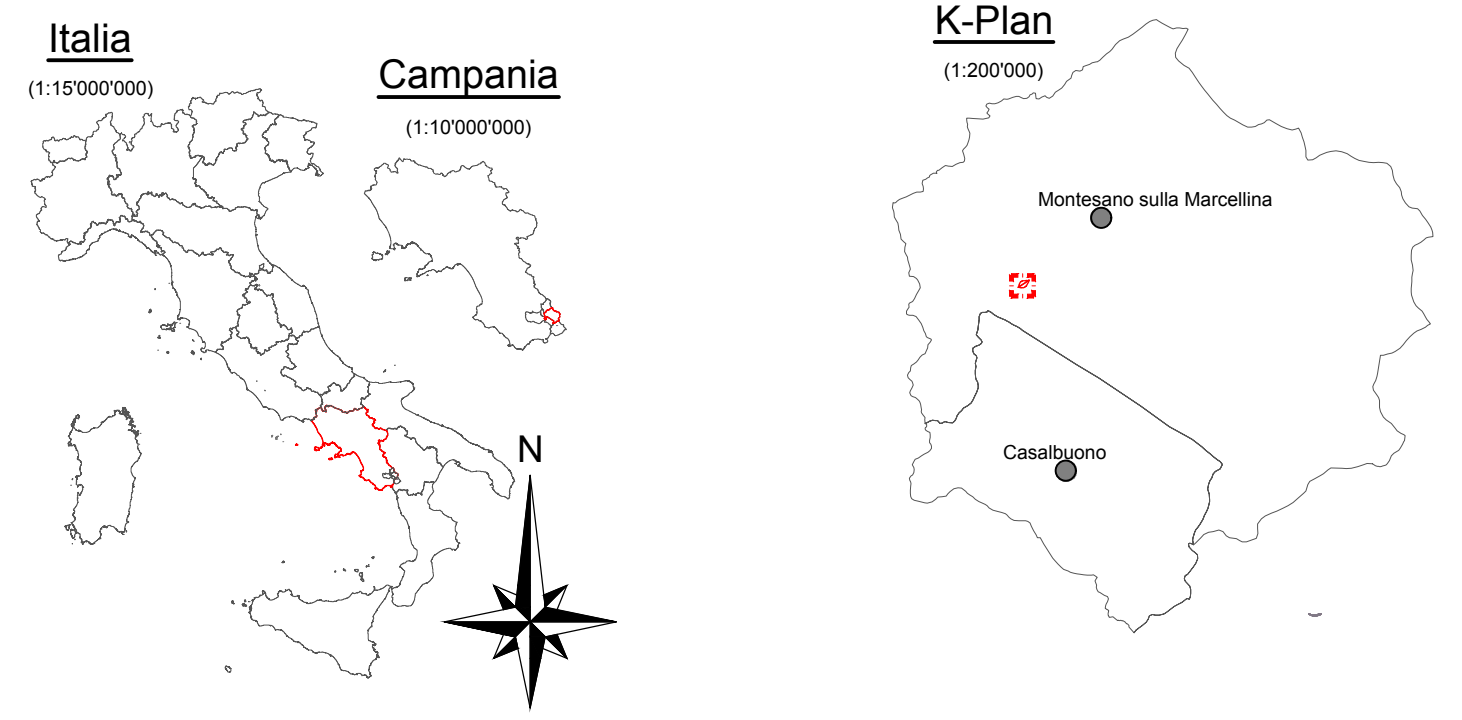 Italia
(1:15'000'000)
Campania
(1:10'000'000)
K-Plan
(1:200'000)
Montesano sulla Marcellina
Casalbuono
N